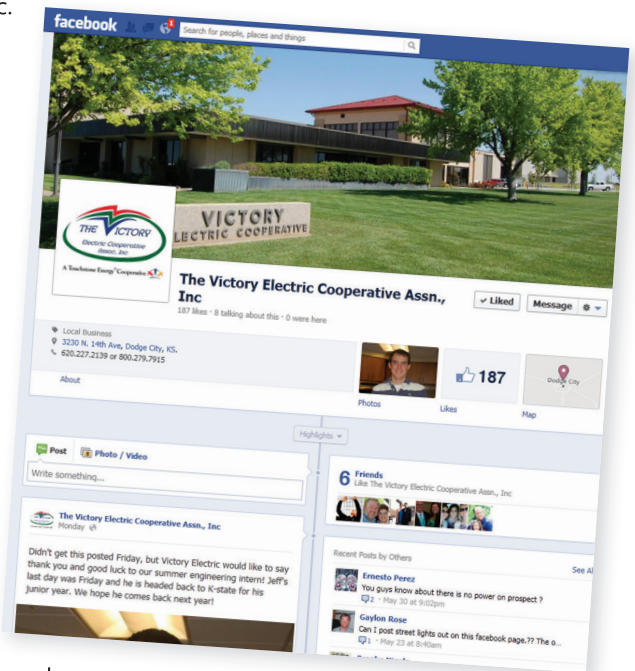 c.
facebook
1
Search for people, places and things
VICTORY
ELECTRIC COOPERATIVE
THE VICTORY
Electric Cooperative
Assoc. Inc
A Touchstone Energy® Cooperative
The Victory Electric Cooperative Assn.,
Inc
187 likes · 8 talking about this · 0 were here
Liked
Message
Local Business
3230 N. 14th Ave, Dodge City, KS.
620.227.2139 or 800.279.7915
About
Photos
187
Likes
Dodge City
Map
Highlights
Post
Photo / Video
Write something...
The Victory Electric Cooperative Assn., Inc
Monday
Didn't get this posted Friday, but Victory Electric would like to say
thank you and good luck to our summer engineering intern! Jeff's
last day was Friday and he is headed back to K-state for his
junior year. We hope he comes back next year!
6 Friends
Like The Victory Electric Cooperative Assn., Inc
Recent Posts by Others
See Al
Ernesto Perez
You guys know about there is no power on prospect ?
2 · May 30 at 9:02pm
Gaylon Rose
Can I post street lights out on this facebook page.?? The o...
1 · May 23 at 8:40am